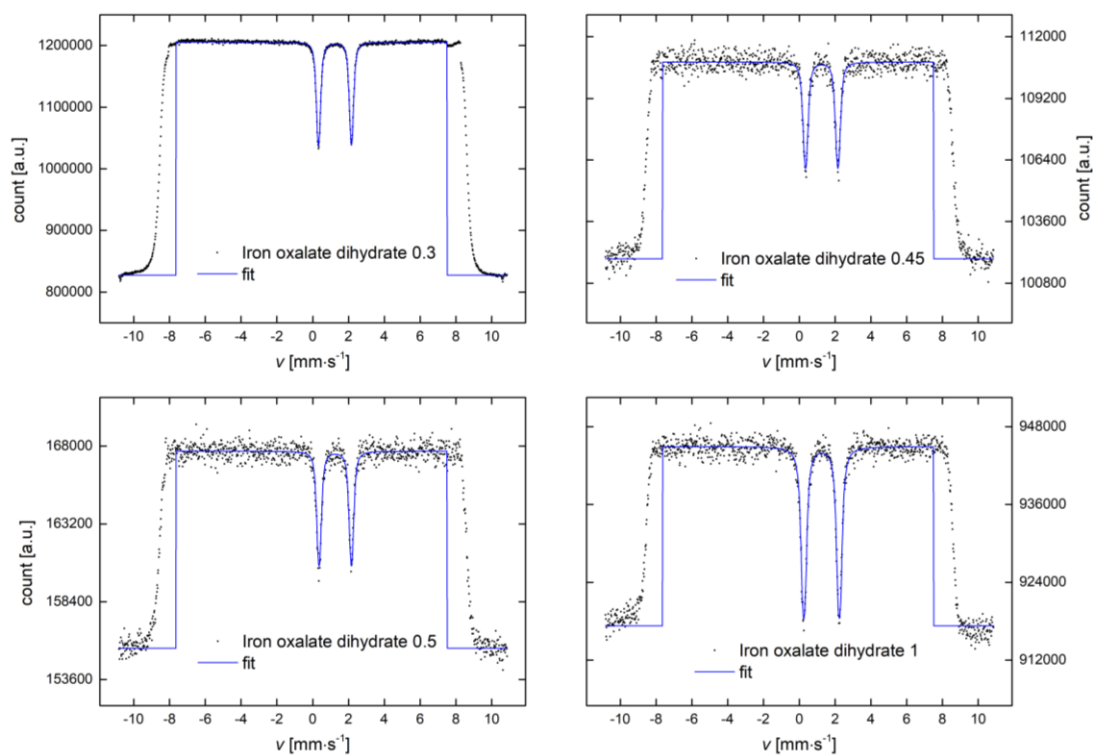 1200000
1100000
1000000
900000
800000
count [a.u.]
Iron oxalate dihydrate 0.3
fit
-10 -8 -6 -4 -2 0 2 4 6 8 10
v [mm·s⁻¹]
112000
109200
106400
103600
100800
count [a.u.]
Iron oxalate dihydrate 0.45
fit
-10 -8 -6 -4 -2 0 2 4 6 8 10
v [mm·s⁻¹]
168000
163200
158400
153600
count [a.u.]
Iron oxalate dihydrate 0.5
fit
-10 -8 -6 -4 -2 0 2 4 6 8 10
v [mm·s⁻¹]
948000
936000
924000
912000
count [a.u.]
Iron oxalate dihydrate 1
fit
-10 -8 -6 -4 -2 0 2 4 6 8 10
v [mm·s⁻¹]